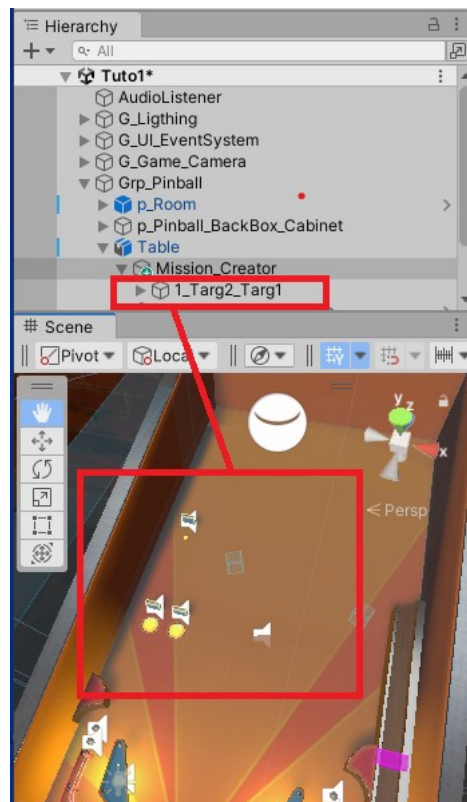 Hierarchy
All
Tuto1*
AudioListener
G_Ligthing
G_UI_EventSystem
G_Game_Camera
Grp_Pinball
p_Room
p_Pinball_BackBox_Cabinet
Table
Mission_Creator
1_Targ2_Targ1
Scene
Pivot
Local
y
z
x
Persp